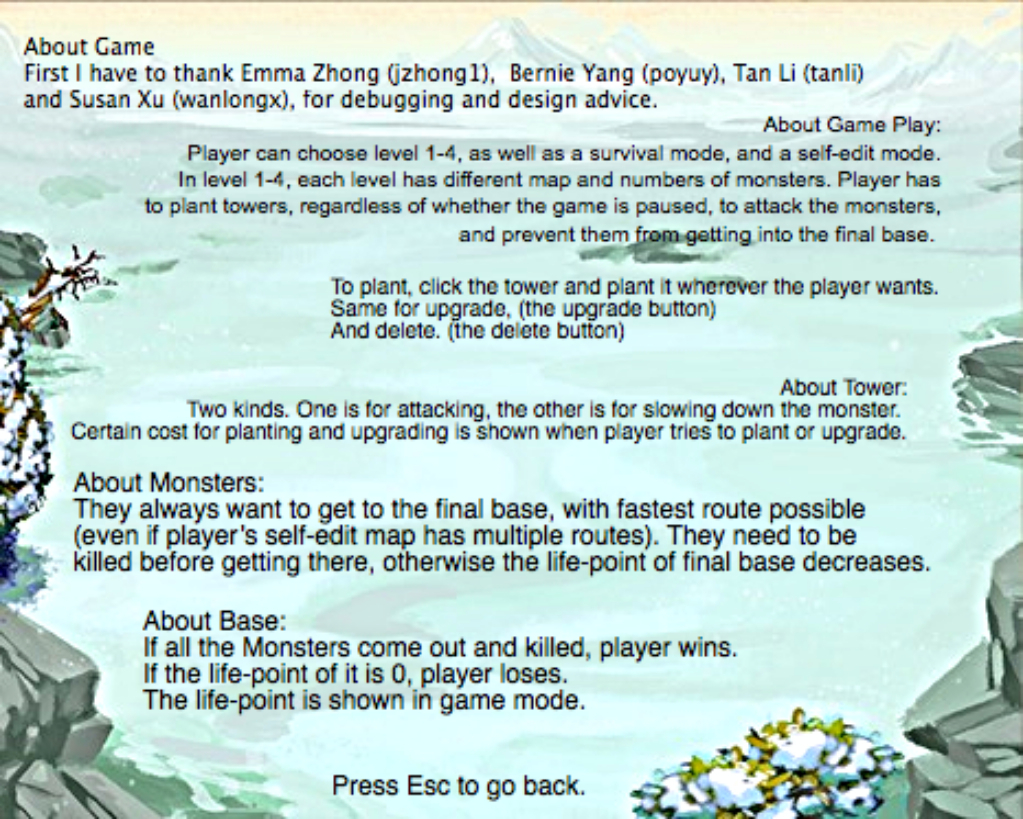 About Game
First I have to thank Emma Zhong (jzhong1), Bernie Yang (poyuy), Tan Li (tanli)
and Susan Xu (wanlongx), for debugging and design advice.
About Game Play:
Player can choose level 1-4, as well as a survival mode, and a self-edit mode.
In level 1-4, each level has different map and numbers of monsters. Player has
to plant towers, regardless of whether the game is paused, to attack the monsters,
and prevent them from getting into the final base.
To plant, click the tower and plant it wherever the player wants.
Same for upgrade, (the upgrade button)
And delete. (the delete button)
About Tower:
Two kinds. One is for attacking, the other is for slowing down the monster.
Certain cost for planting and upgrading is shown when player tries to plant or upgrade.
About Monsters:
They always want to get to the final base, with fastest route possible
(even if player's self-edit map has multiple routes). They need to be
killed before getting there, otherwise the life-point of final base decreases.
About Base:
If all the Monsters come out and killed, player wins.
If the life-point of it is 0, player loses.
The life-point is shown in game mode.
Press Esc to go back.